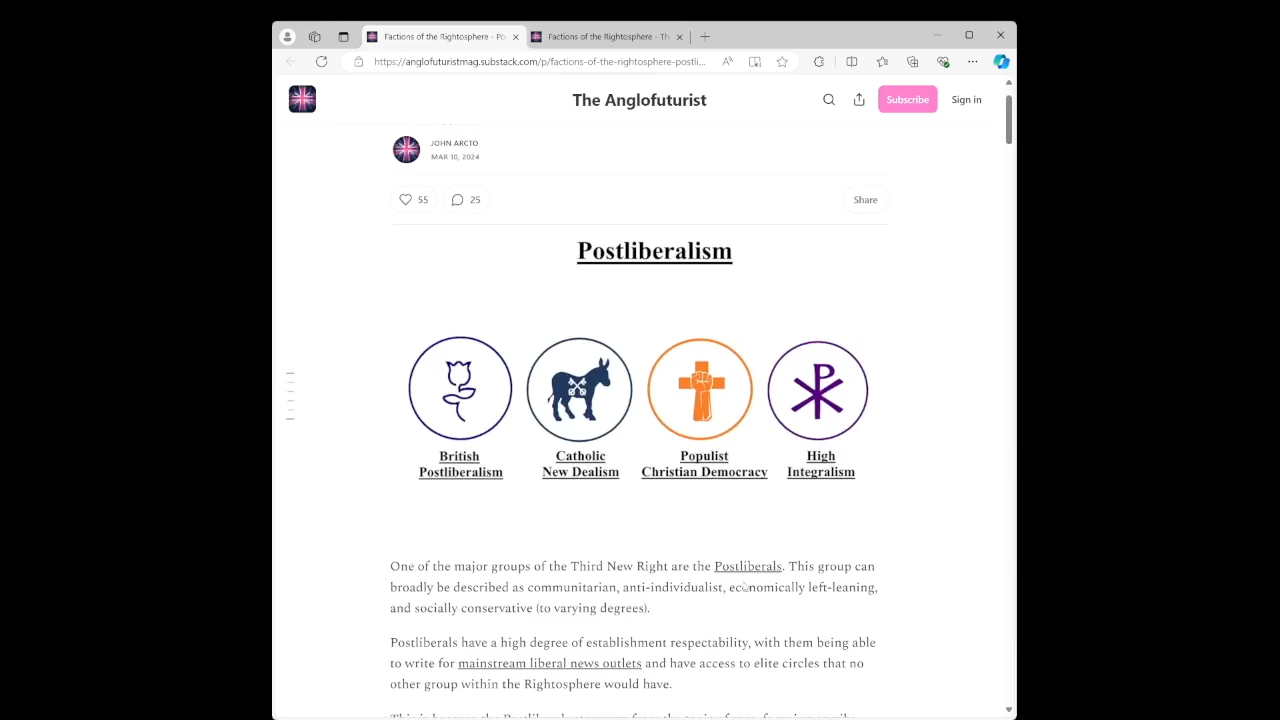 Factions of the Rightosphere - Po
Factions of the Rightosphere - Th
https://anglofuturistmag.substack.com/p/factions-of-the-rightosphere-postli...
The Anglofuturist
Subscribe
Sign in
JOHN ARCTO
MAR 10, 2024
55
25
Share
Postliberalism
British
Postliberalism
Catholic
New Dealism
Populist
Christian Democracy
High
Integralism
One of the major groups of the Third New Right are the Postliberals. This group can
broadly be described as communitarian, anti-individualist, economically left-leaning,
and socially conservative (to varying degrees).
Postliberals have a high degree of establishment respectability, with them being able
to write for mainstream liberal news outlets and have access to elite circles that no
other group within the Rightosphere would have.